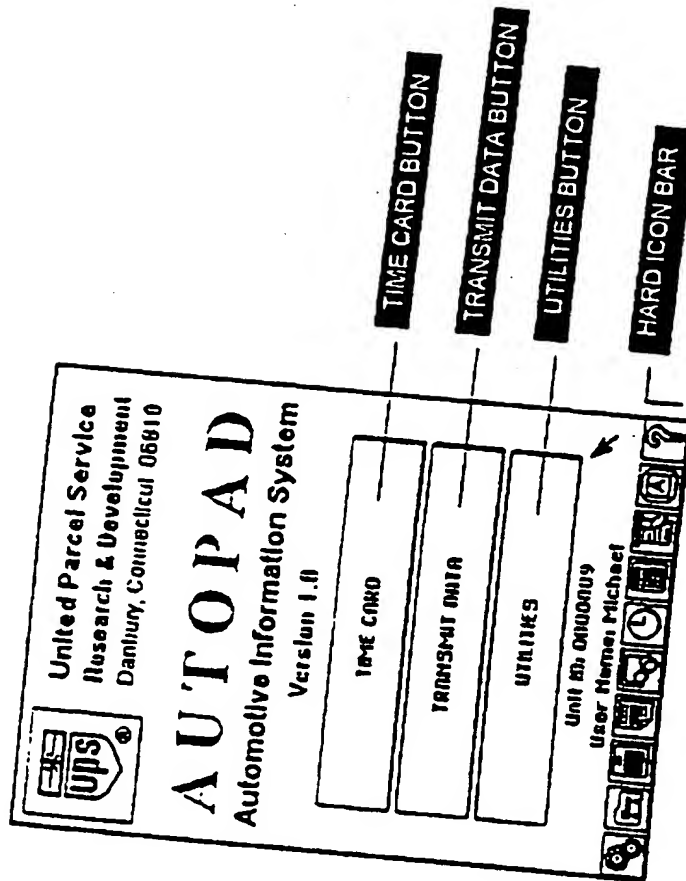 ups
®
United Parcel Service
Research & Development
Danbury, Connecticut 06810
AUTOPAD
Automotive Information System
Version 1.0
TIME CARD
TRANSMIT DATA
UTILITIES
Unit ID: 00000009
User Name: Michael
TIME CARD BUTTON
TRANSMIT DATA BUTTON
UTILITIES BUTTON
HARD ICON BAR